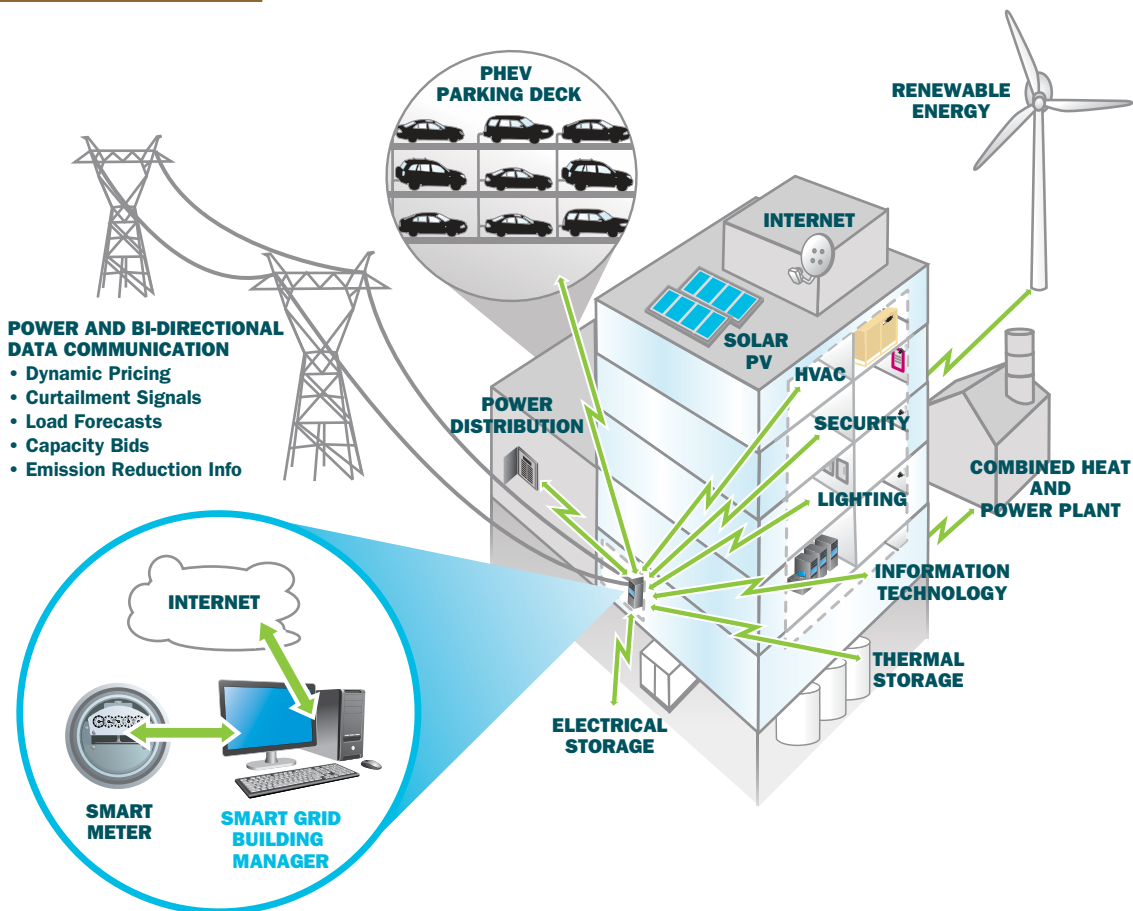 PHEV
PARKING DECK
RENEWABLE
ENERGY
INTERNET
POWER AND BI-DIRECTIONAL
DATA COMMUNICATION
• Dynamic Pricing
• Curtailment Signals
• Load Forecasts
• Capacity Bids
• Emission Reduction Info
SOLAR
PV
HVAC
POWER
DISTRIBUTION
SECURITY
COMBINED HEAT
AND
POWER PLANT
LIGHTING
INFORMATION
TECHNOLOGY
THERMAL
STORAGE
ELECTRICAL
STORAGE
INTERNET
SMART
METER
SMART GRID
BUILDING
MANAGER